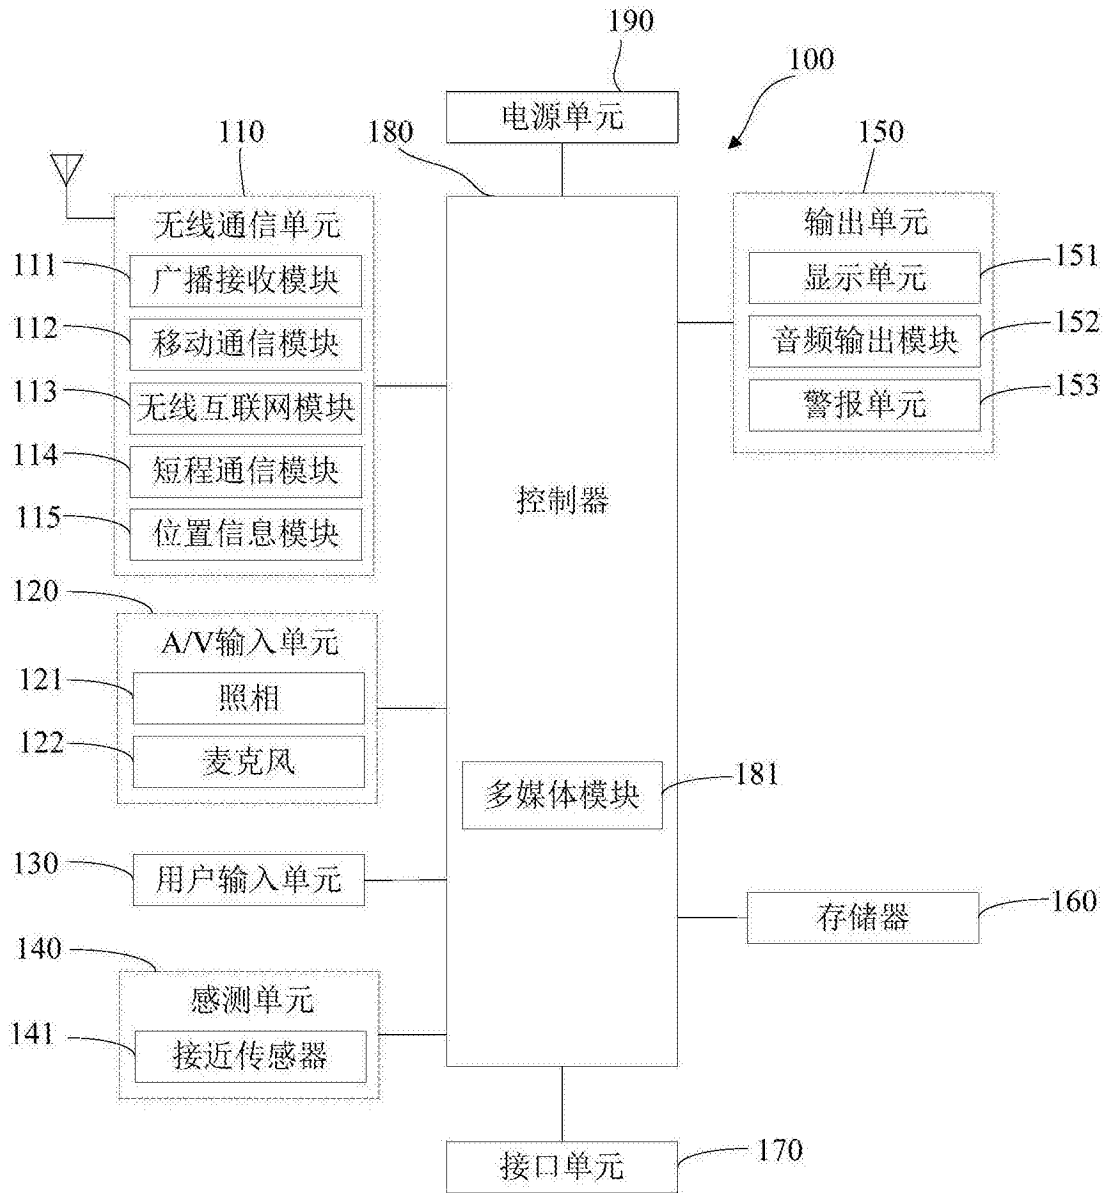 190
100
电源单元
110
180
150
无线通信单元
输出单元
111
广播接收模块
显示单元
151
112
移动通信模块
音频输出模块
152
113
无线互联网模块
警报单元
153
114
短程通信模块
控制器
115
位置信息模块
120
A/V输入单元
121
照相
122
麦克风
多媒体模块
181
130
用户输入单元
存储器
160
140
感测单元
141
接近传感器
接口单元
170